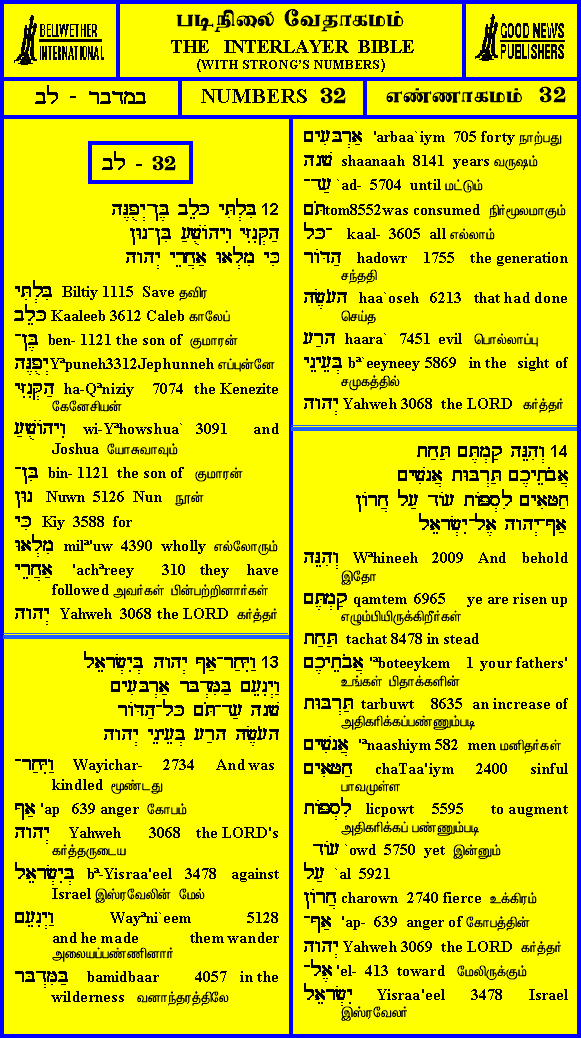 BELLWETHER
INTERNATIONAL
படிநிலை வேதாகமம்
THE INTERLAYER BIBLE
(WITH STRONG'S NUMBERS)
GOOD NEWS
PUBLISHERS
במדבר - לב
NUMBERS 32
எண்ணாகமம் 32
לב - 32
12 בִּלְתִּי כָּלֵב בֶּן־יְפֻנֶּה
הַקְּנִזִּי וִיהוֹשֻׁעַ בִּן־נוּן
כִּי מִלְאוּ אַחֲרֵי יְהוָה
בִּלְתִּי Biltiy 1115 Save தவிர
כָּלֵב Kaaleeb 3612 Caleb காலேப்
בֶּן־ ben- 1121 the son of குமாரன்
יְפֻנֶּה Yªpuneh3312Jephunneh எப்புன்னே
הַקְּנִזִּי ha-Qªniziy 7074 the Kenezite
கேனேசியன்
וִיהוֹשֻׁעַ wi-Yªhowshua` 3091 and
Joshua யோசுவாவும்
בִּן־ bin- 1121 the son of குமாரன்
נוּן Nuwn 5126 Nun நூன்
כִּי Kiy 3588 for
מִלְאוּ milª'uw 4390 wholly எல்லோரும்
אַחֲרֵי 'achªreey 310 they have
followed அவர்கள் பின்பற்றினார்கள்
יְהוָה Yahweh 3068 the LORD கர்த்தர்
13 וַיִּחַר־אַף יְהוָה בְּיִשְׂרָאֵל
וַיְנִעֵם בַּמִּדְבָּר אַרְבָּעִים
שָׁנָה עַד־תֹּם כָּל־הַדּוֹר
הָעֹשֶׂה הָרַע בְּעֵינֵי יְהוָה
וַיִּחַר־ Wayichar- 2734 And was
kindled மூண்டது
אַף 'ap 639 anger கோபம்
יְהוָה Yahweh 3068 the LORD's
கர்த்தருடைய
בְּיִשְׂרָאֵל bª-Yisraa'eel 3478 against
Israel இஸ்ரவேலின் மேல்
וַיְנִעֵם Wayªni`eem 5128
and he made them wander
அலையப்பண்ணினார்
בַּמִּדְבָּר bamidbaar 4057 in the
wilderness வனாந்தரத்திலே
אַרְבָּעִים 'arbaa`iym 705 forty நாற்பது
שָׁנָה shaanaah 8141 years வருஷம்
עַד־ `ad- 5704 until மட்டும்
תֹּם tom8552was consumed நிர்மூலமாகும்
כָּל־ kaal- 3605 all எல்லாம்
הַדּוֹר hadowr 1755 the generation
சந்ததி
הָעֹשֶׂה haa`oseh 6213 that had done
செய்த
הָרַע haara` 7451 evil பொல்லாப்பு
בְּעֵינֵי bª`eeyneey 5869 in the sight of
சமுகத்தில்
יְהוָה Yahweh 3068 the LORD கர்த்தர்
14 וְהִנֵּה קַמְתֶּם תַּחַת
אֲבֹתֵיכֶם תַּרְבּוּת אֲנָשִׁים
חַטָּאִים לִסְפּוֹת עוֹד עַל חֲרוֹן
אַף־יְהוָה אֶל־יִשְׂרָאֵל
וְהִנֵּה Wªhineeh 2009 And behold
இதோ
קַמְתֶּם qamtem 6965 ye are risen up
எழும்பியிருக்கிறீர்கள்
תַּחַת tachat 8478 in stead
אֲבֹתֵיכֶם 'ªboteeykem 1 your fathers'
உங்கள் பிதாக்களின்
תַּרְבּוּת tarbuwt 8635 an increase of
அதிகரிக்கப்பண்ணும்படி
אֲנָשִׁים 'ªnaashiym 582 men மனிதர்கள்
חַטָּאִים chaTaa'iym 2400 sinful
பாவமுள்ள
לִסְפּוֹת licpowt 5595 to augment
அதிகரிக்கப் பண்ணும்படி
עוֹד `owd 5750 yet இன்னும்
עַל `al 5921
חֲרוֹן charown 2740 fierce உக்கிரம்
אַף־ 'ap- 639 anger of கோபத்தின்
יְהוָה Yahweh 3069 the LORD கர்த்தர்
אֶל־ 'el- 413 toward மேலிருக்கும்
יִשְׂרָאֵל Yisraa'eel 3478 Israel
இஸ்ரவேலர்